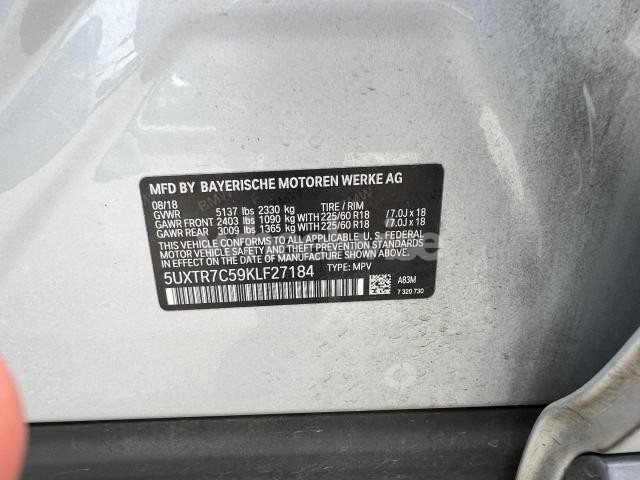 MFD BY BAYERISCHE MOTOREN WERKE AG
08/18
GVWR 5137 lbs 2330 kg TIRE / RIM
GAWR FRONT 2403 lbs 1090 kg WITH 225/60 R18 /7.0J x 18
GAWR REAR 3009 lbs 1365 kg WITH 225/60 R18 /7.0J x 18
THIS VEHICLE CONFORMS TO ALL APPLICABLE U.S. FEDERAL
MOTOR VEHICLE SAFETY AND THEFT PREVENTION STANDARDS
IN EFFECT ON THE DATE OF MANUFACTURE SHOWN ABOVE.
5UXTR7C59KLF27184 TYPE: MPV
A83M
7 320 730